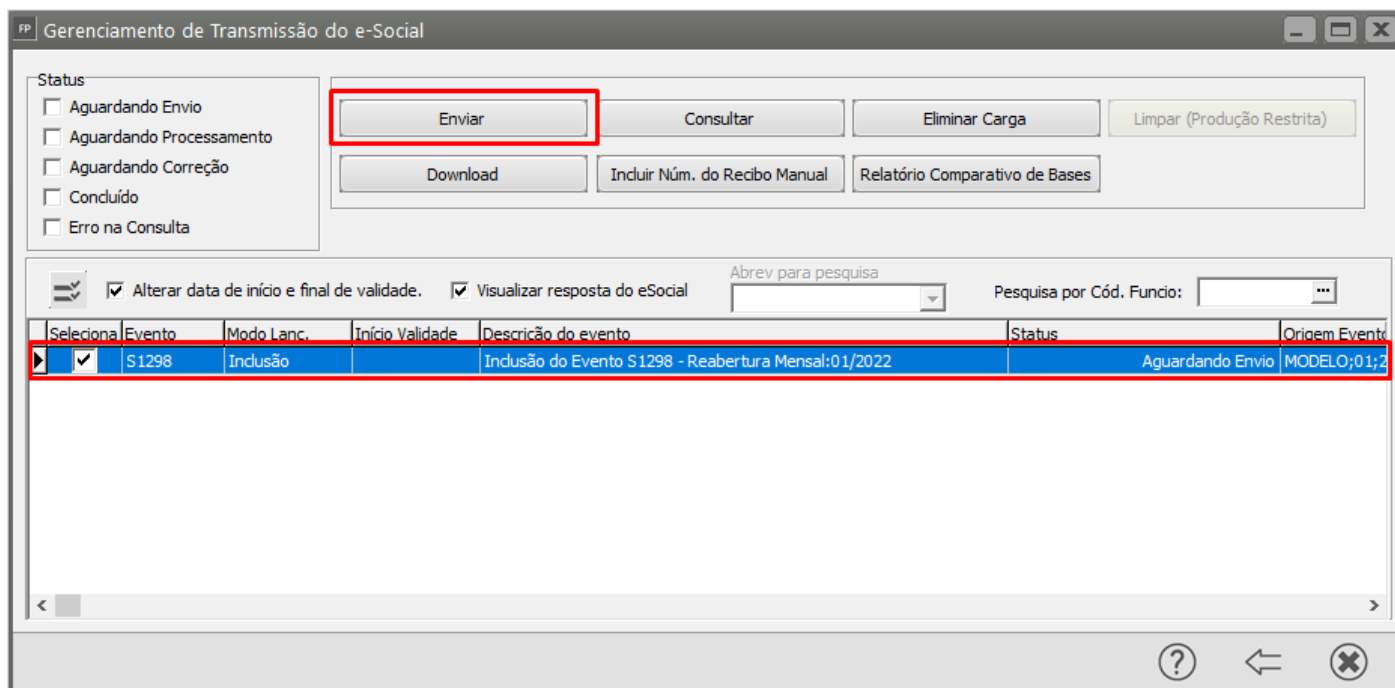 FP Gerenciamento de Transmissão do e-Social
Status
Aguardando Envio
Aguardando Processamento
Aguardando Correção
Concluído
Erro na Consulta
Enviar Consultar Eliminar Carga Limpar (Produção Restrita)
Download Incluir Núm. do Recibo Manual Relatório Comparativo de Bases
Alterar data de início e final de validade. Visualizar resposta do eSocial Abrev para pesquisa Pesquisa por Cód. Funcio: ...
Seleciona Evento Modo Lanc. Início Validade Descrição do evento Status Origem Evento
S1298 Inclusão Inclusão do Evento S1298 - Reabertura Mensal:01/2022 Aguardando Envio MODELO;01;2